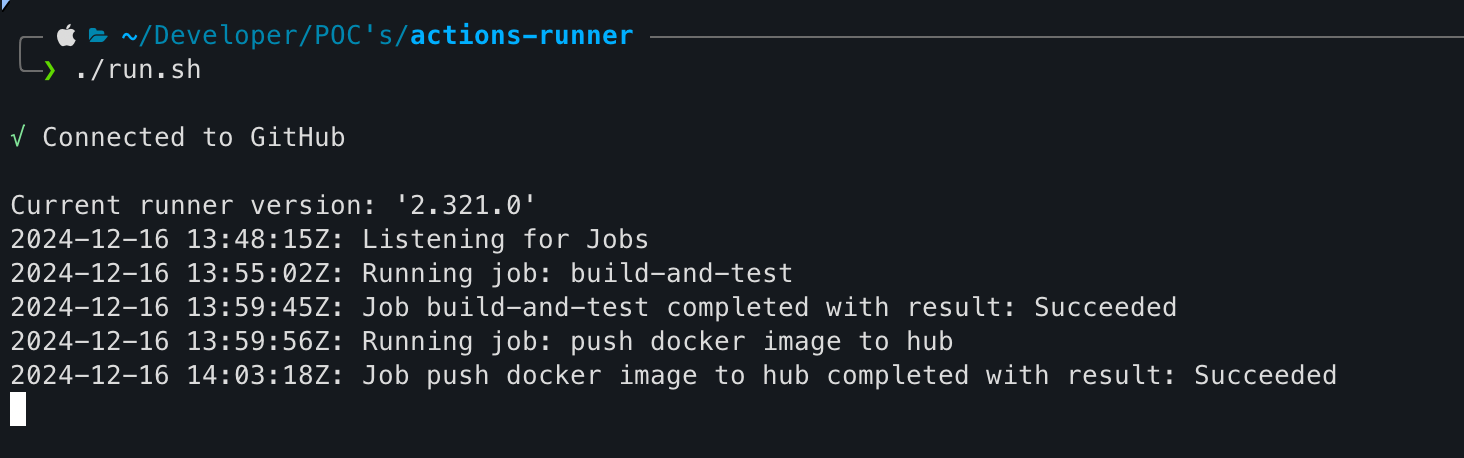 ~/Developer/POC's/actions-runner
❯ ./run.sh
√ Connected to GitHub
Current runner version: '2.321.0'
2024-12-16 13:48:15Z: Listening for Jobs
2024-12-16 13:55:02Z: Running job: build-and-test
2024-12-16 13:59:45Z: Job build-and-test completed with result: Succeeded
2024-12-16 13:59:56Z: Running job: push docker image to hub
2024-12-16 14:03:18Z: Job push docker image to hub completed with result: Succeeded